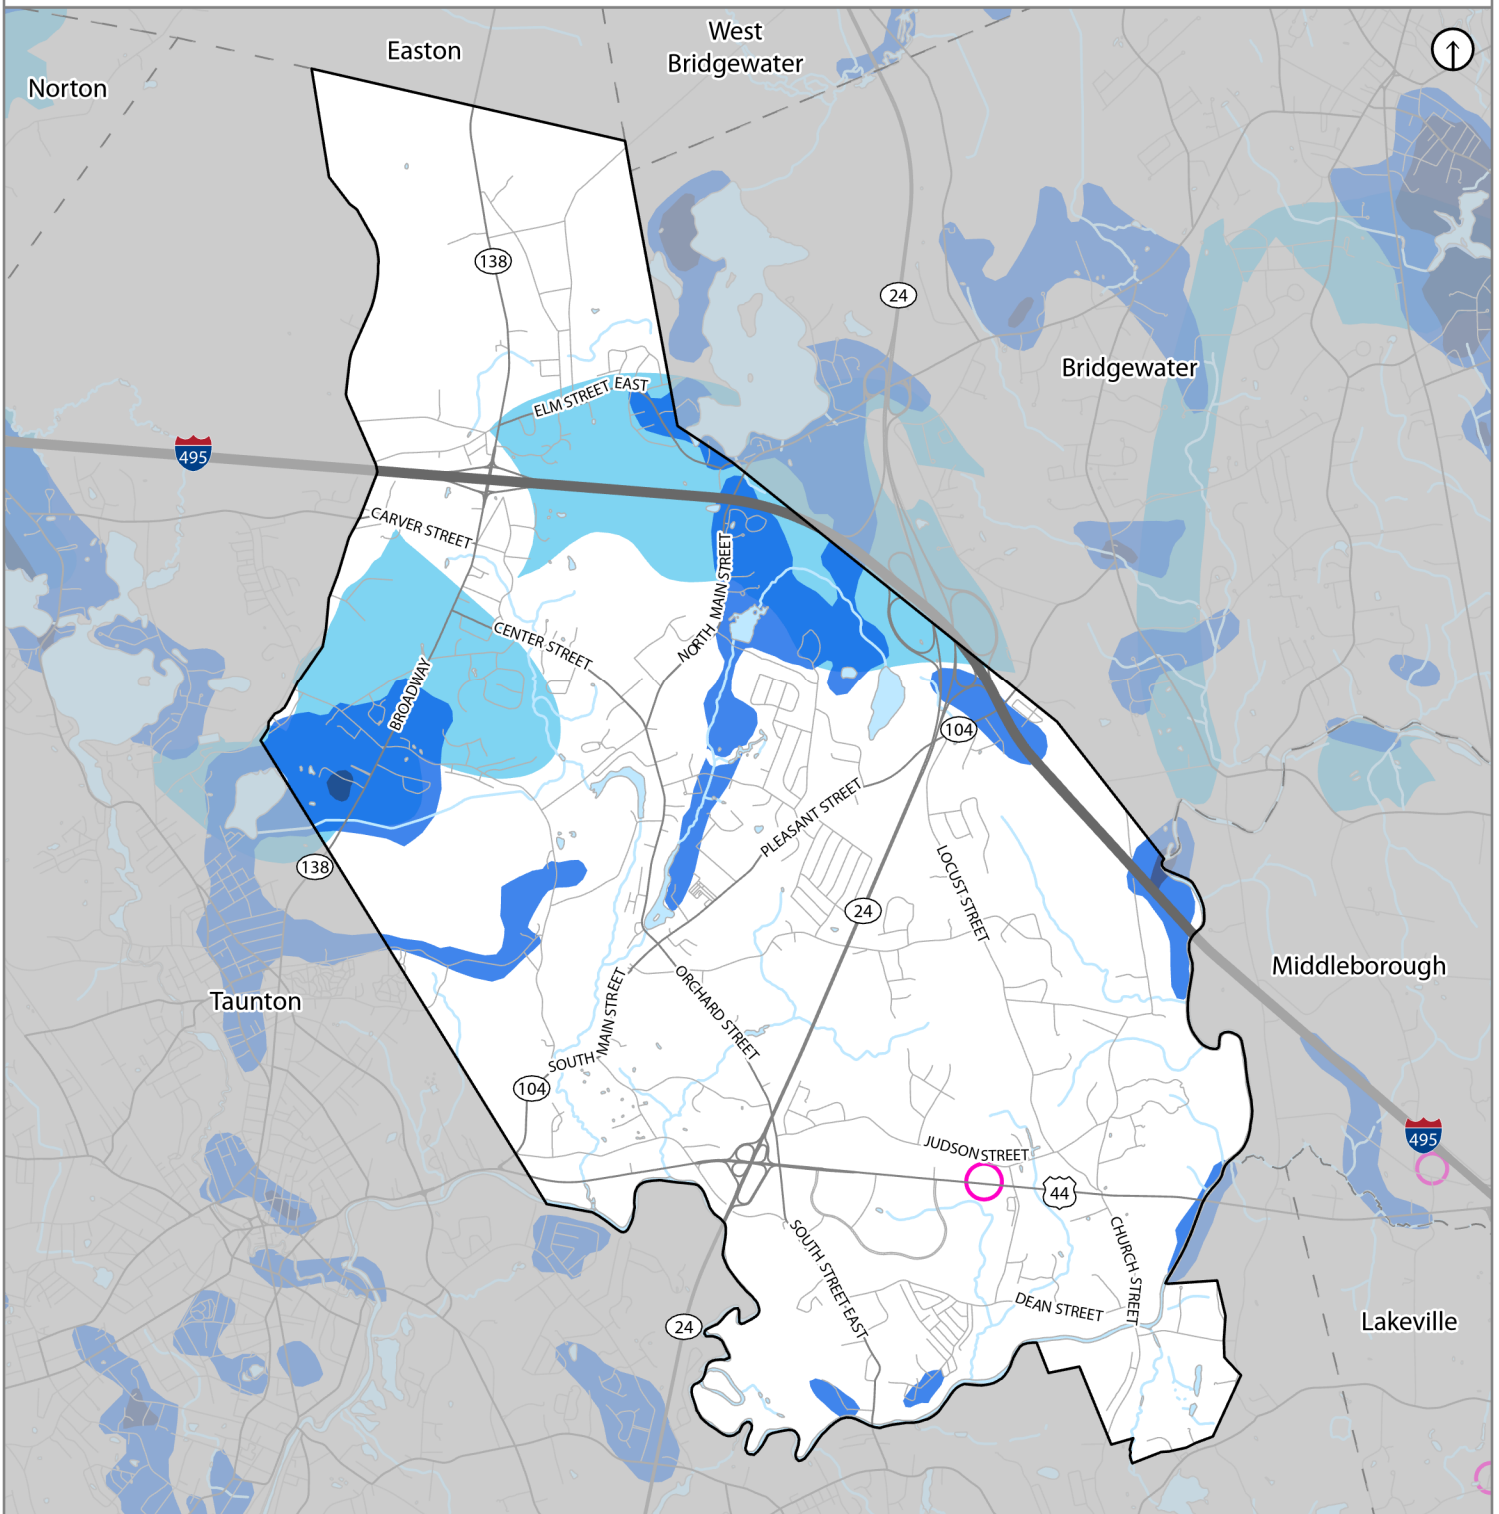 Easton
West
Bridgewater
Norton
138
24
Bridgewater
ELM STREET EAST
495
CARVER STREET
NORTH MAIN STREET
CENTER STREET
BROADWAY
104
PLEASANT STREET
138
LOCUST STREET
24
Middleborough
Taunton
ORCHARD STREET
SOUTH MAIN STREET
104
495
JUDSON STREET
44
SOUTH STREET EAST
CHURCH STREET
DEAN STREET
24
Lakeville